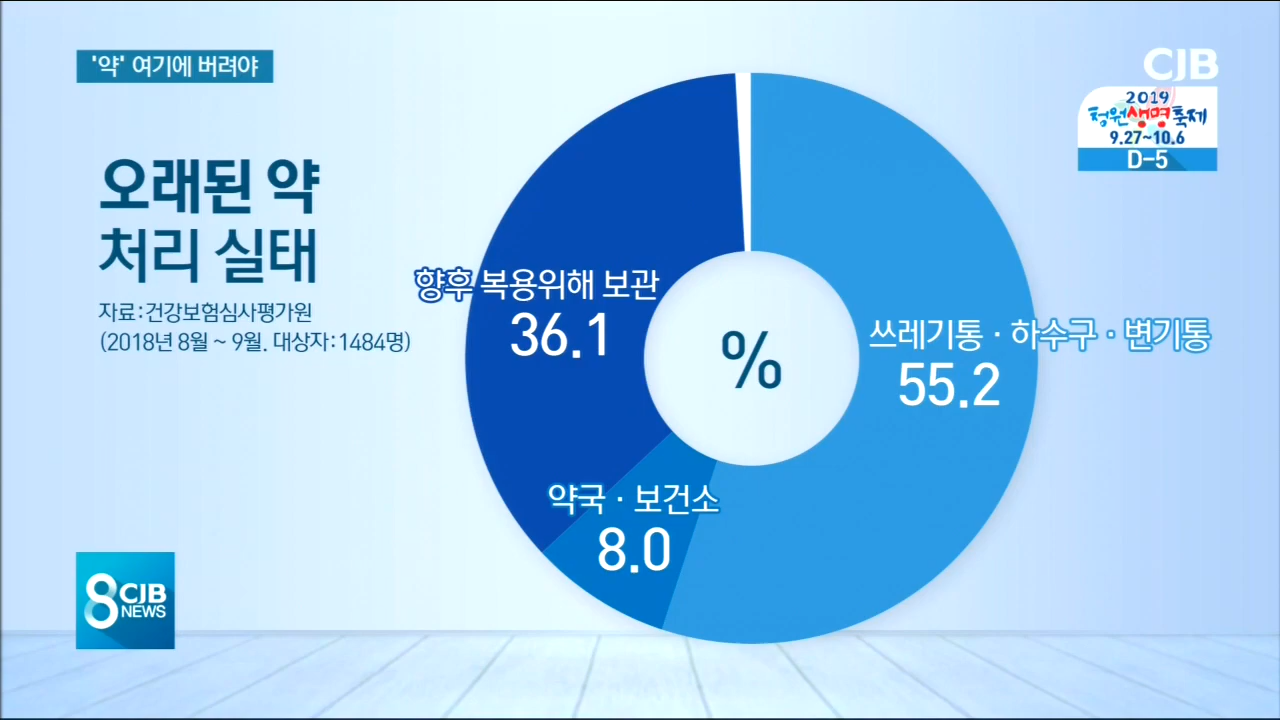 '약' 여기에 버려야
CJB
2019
청원생명축제
9.27~10.6
D-5
오래된 약
처리 실태
자료:건강보험심사평가원
(2018년 8월 ~ 9월. 대상자:1484명)
향후 복용위해 보관
36.1
%
쓰레기통 · 하수구 · 변기통
55.2
약국 · 보건소
8.0
8 CJB
NEWS